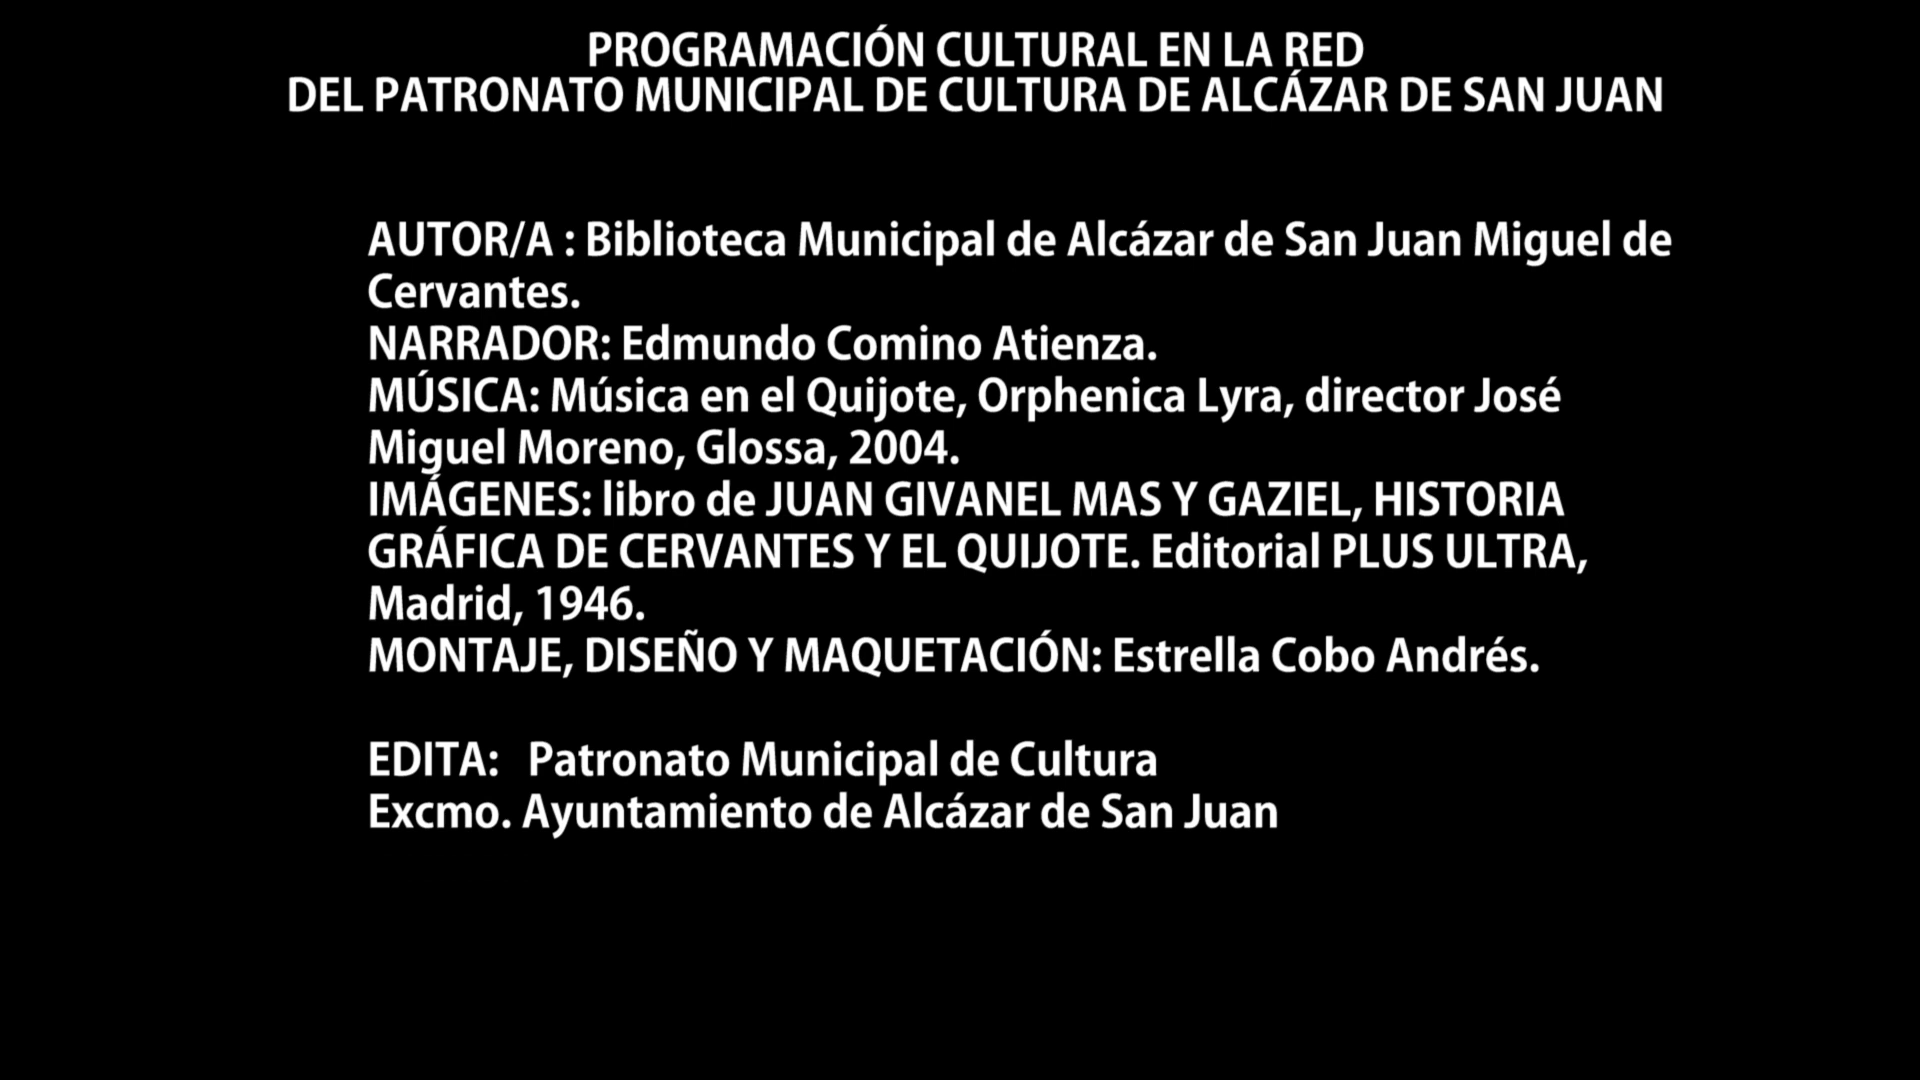 PROGRAMACIÓN CULTURAL EN LA RED
DEL PATRONATO MUNICIPAL DE CULTURA DE ALCÁZAR DE SAN JUAN
AUTOR/A : Biblioteca Municipal de Alcázar de San Juan Miguel de
Cervantes.
NARRADOR: Edmundo Comino Atienza.
MÚSICA: Música en el Quijote, Orphenica Lyra, director José
Miguel Moreno, Glossa, 2004.
IMÁGENES: libro de JUAN GIVANEL MAS Y GAZIEL, HISTORIA
GRÁFICA DE CERVANTES Y EL QUIJOTE. Editorial PLUS ULTRA,
Madrid, 1946.
MONTAJE, DISEÑO Y MAQUETACIÓN: Estrella Cobo Andrés.
EDITA:   Patronato Municipal de Cultura
Excmo. Ayuntamiento de Alcázar de San Juan